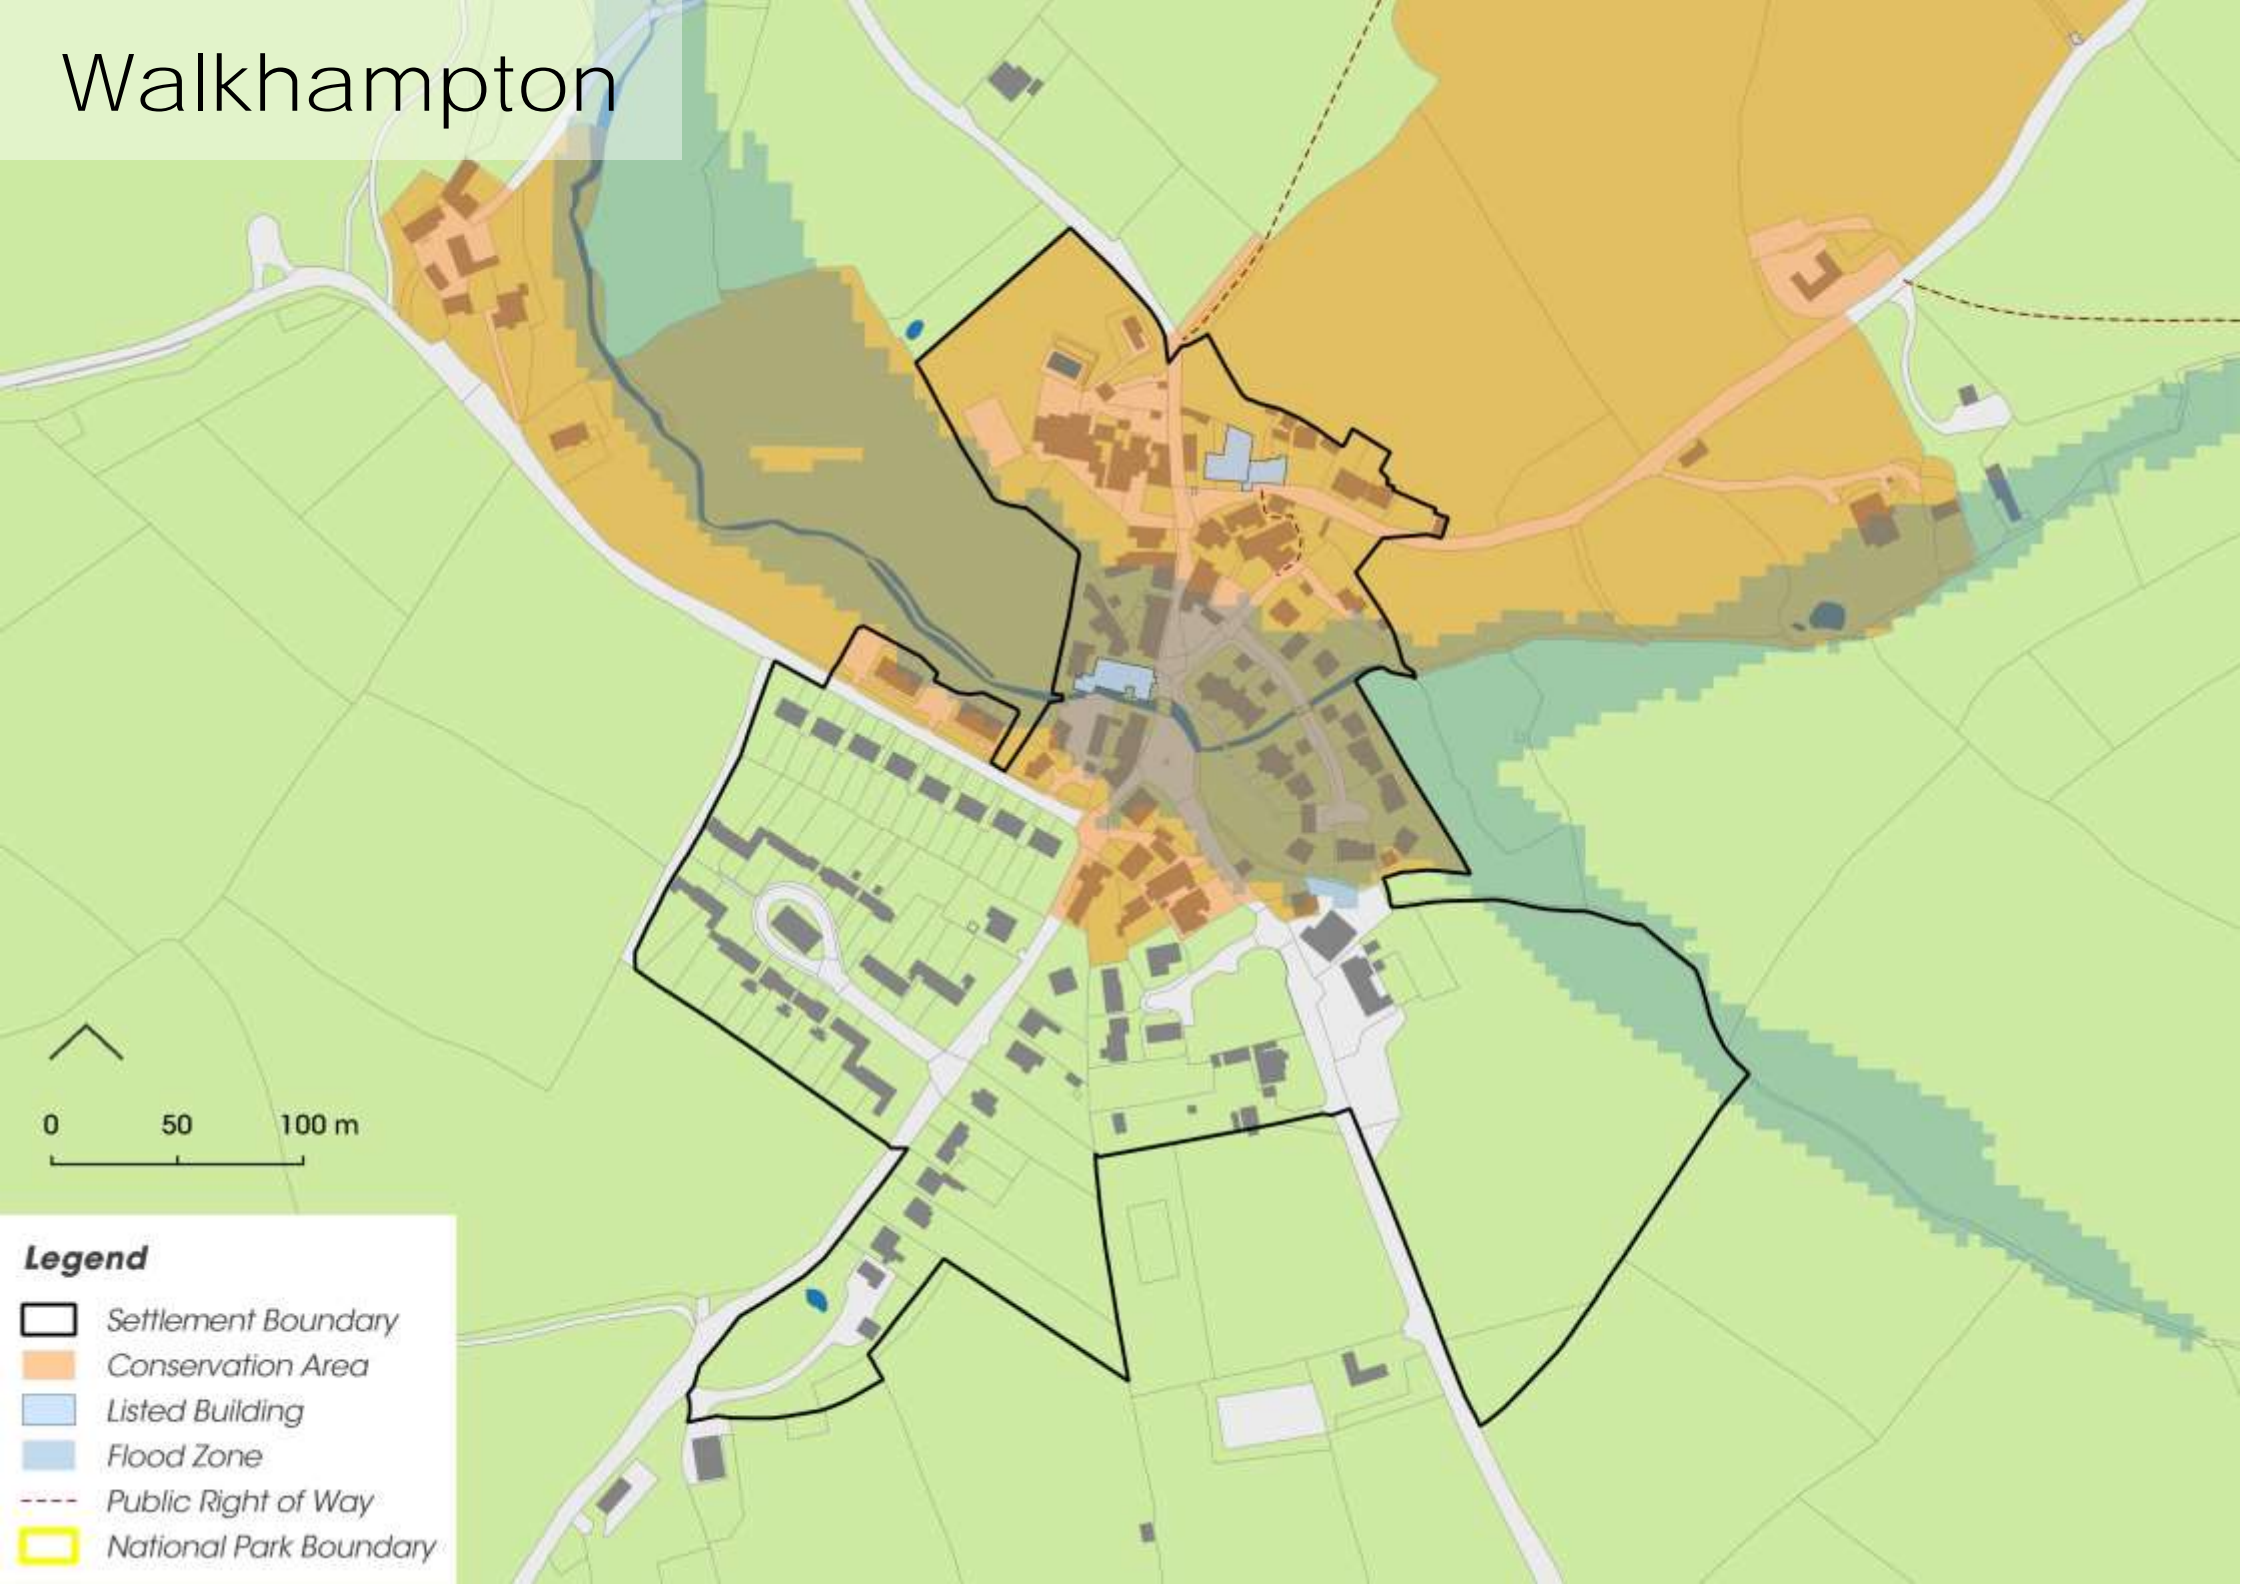 Walkhampton
0 50 100 m
Legend
Settlement Boundary
Conservation Area
Listed Building
Flood Zone
Public Right of Way
National Park Boundary